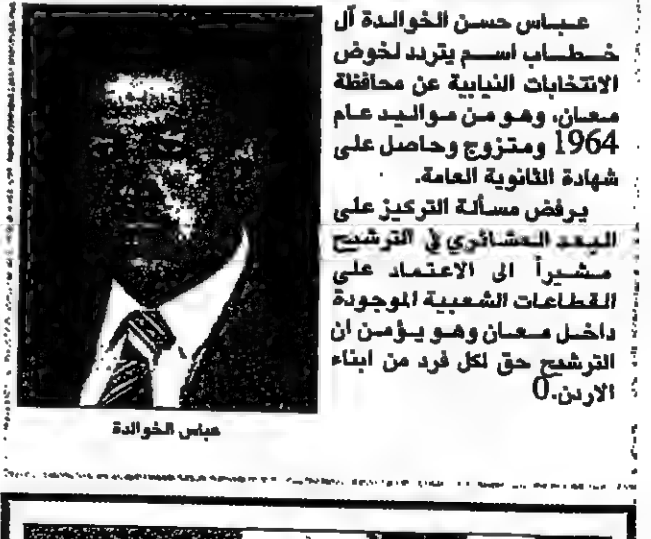 عباس حسن الخوالدة آل
خطاب اسم يتردد لخوض
الانتخابات النيابية عن محافظة
معان، وهو من مواليد عام
1964 ومتزوج وحاصل على
شهادة الثانوية العامة.
يرفض مسألة التركيز على
البعد العشائري في الترشيح
مشيراً الى الاعتماد على
القطاعات الشعبية الموجودة
داخل معان وهو يؤمن ان
الترشيح حق لكل فرد من ابناء
الاردن.0
عباس الخوالدة